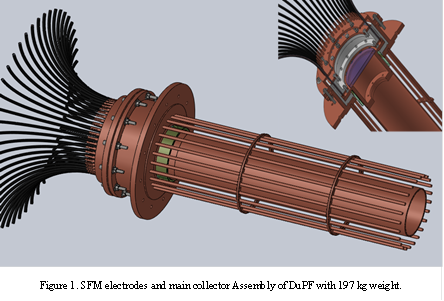 Figure 1. SFM electrodes and main collector Assembly of DuPF with 197 kg weight.